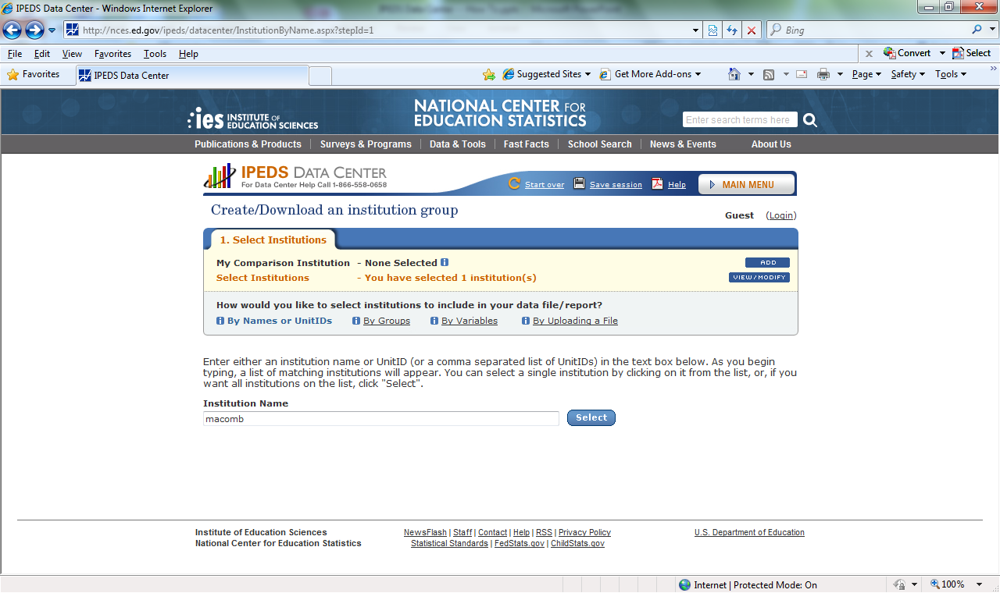 IPEDS Data Center - Windows Internet Explorer
http://nces.ed.gov/ipeds/datacenter/InstitutionByName.aspx?stepId=1
Bing
File Edit View Favorites Tools Help
x Convert Select
Favorites IPEDS Data Center Suggested Sites Get More Add-ons Page Safety Tools
ies INSTITUTE OF EDUCATION SCIENCES
NATIONAL CENTER FOR
EDUCATION STATISTICS
Enter search terms here
Publications & Products | Surveys & Programs | Data & Tools | Fast Facts | School Search | News & Events About Us
IPEDS DATA CENTER
For Data Center Help Call 1-866-558-0658
Start over Save session Help MAIN MENU
Create/Download an institution group
Guest (Login)
1. Select Institutions
My Comparison Institution - None Selected ADD
Select Institutions - You have selected 1 institution(s) VIEW/MODIFY
How would you like to select institutions to include in your data file/report?
By Names or UnitIDs By Groups By Variables By Uploading a File
Enter either an institution name or UnitID (or a comma separated list of UnitIDs) in the text box below. As you begin
typing, a list of matching institutions will appear. You can select a single institution by clicking on it from the list, or, if you
want all institutions on the list, click "Select".
Institution Name
macomb Select
Institute of Education Sciences
National Center for Education Statistics
NewsFlash | Staff | Contact | Help | RSS | Privacy Policy
Statistical Standards | FedStats.gov | ChildStats.gov
U.S. Department of Education
Internet | Protected Mode: On 100%